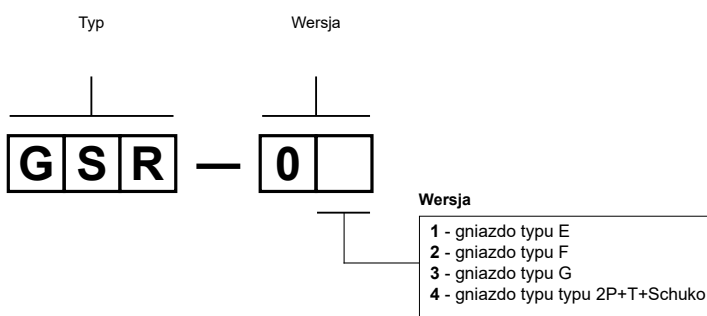 Typ Wersja
GSR — 0
Wersja
1 - gniazdo typu E
2 - gniazdo typu F
3 - gniazdo typu G
4 - gniazdo typu typu 2P+T+Schuko